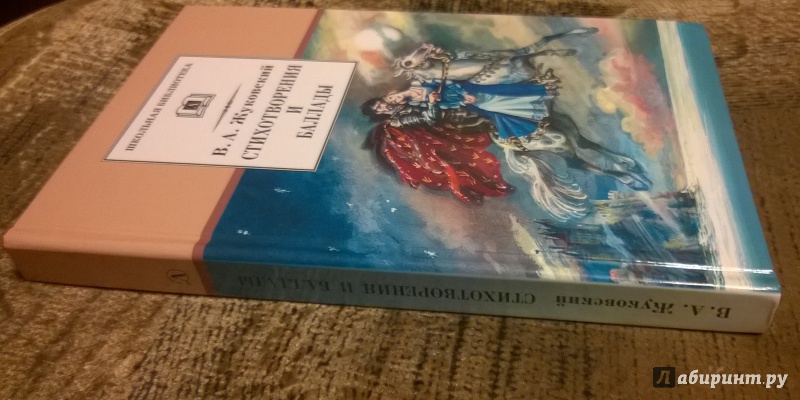 ШКОЛЬНАЯ БИБЛИОТЕКА
В. А. Жуковский
СТИХОТВОРЕНИЯ
И
БАЛЛАДЫ
В. А. Жуковский СТИХОТВОРЕНИЯ И БАЛЛАДЫ
Лабиринт.ру